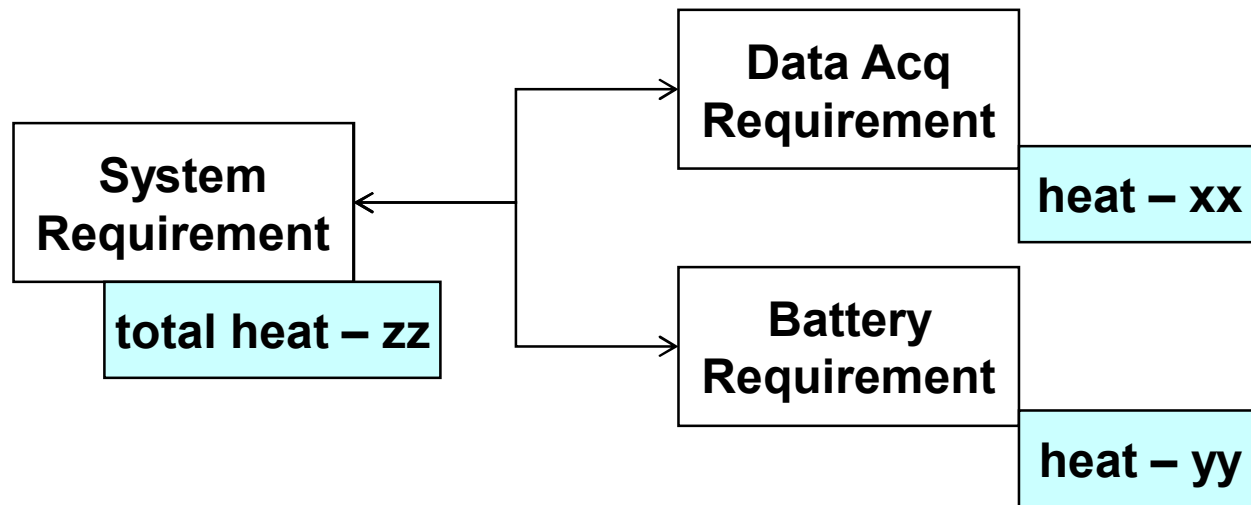 System
Requirement
total heat – zz
Data Acq
Requirement
heat – xx
Battery
Requirement
heat – yy